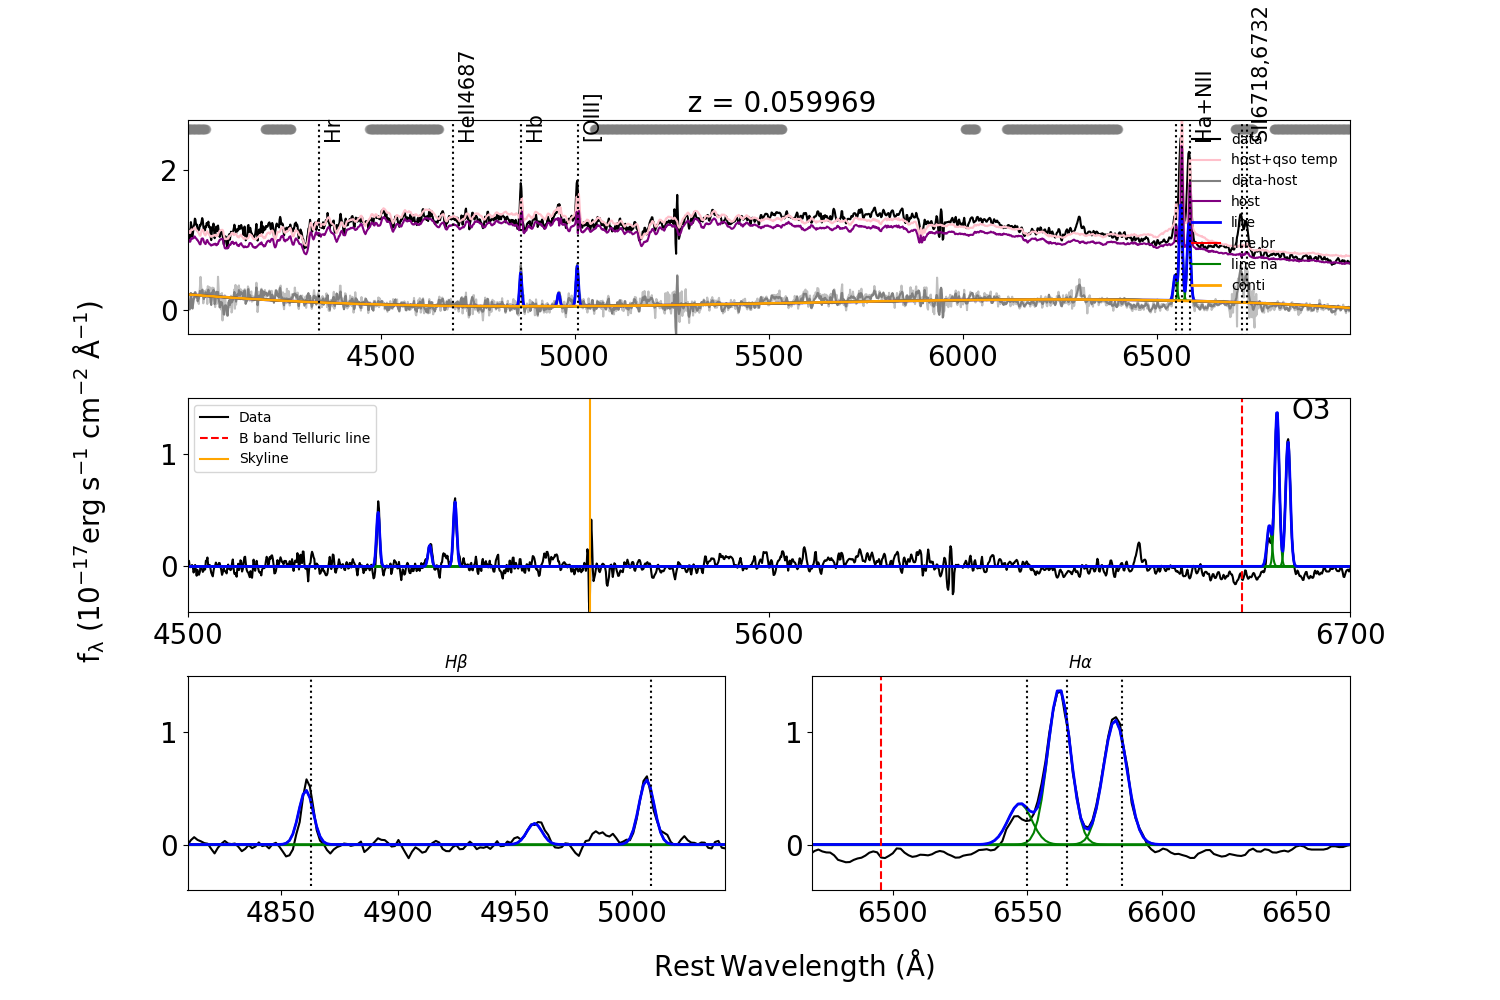 z = 0.059969
Hr
HeII4687
Hb
[OIII]
Ha+NII
SII6718,6732
data
host+qso temp
data-host
host
line
line br
line na
conti
2
0
4500
5000
5500
6000
6500
Data
B band Telluric line
Skyline
O3
1
0
4500
5600
6700
fλ (10−17erg s−1 cm−2 Å−1)
Hβ
1
0
4850
4900
4950
5000
Hα
1
0
6500
6550
6600
6650
Rest Wavelength (Å)